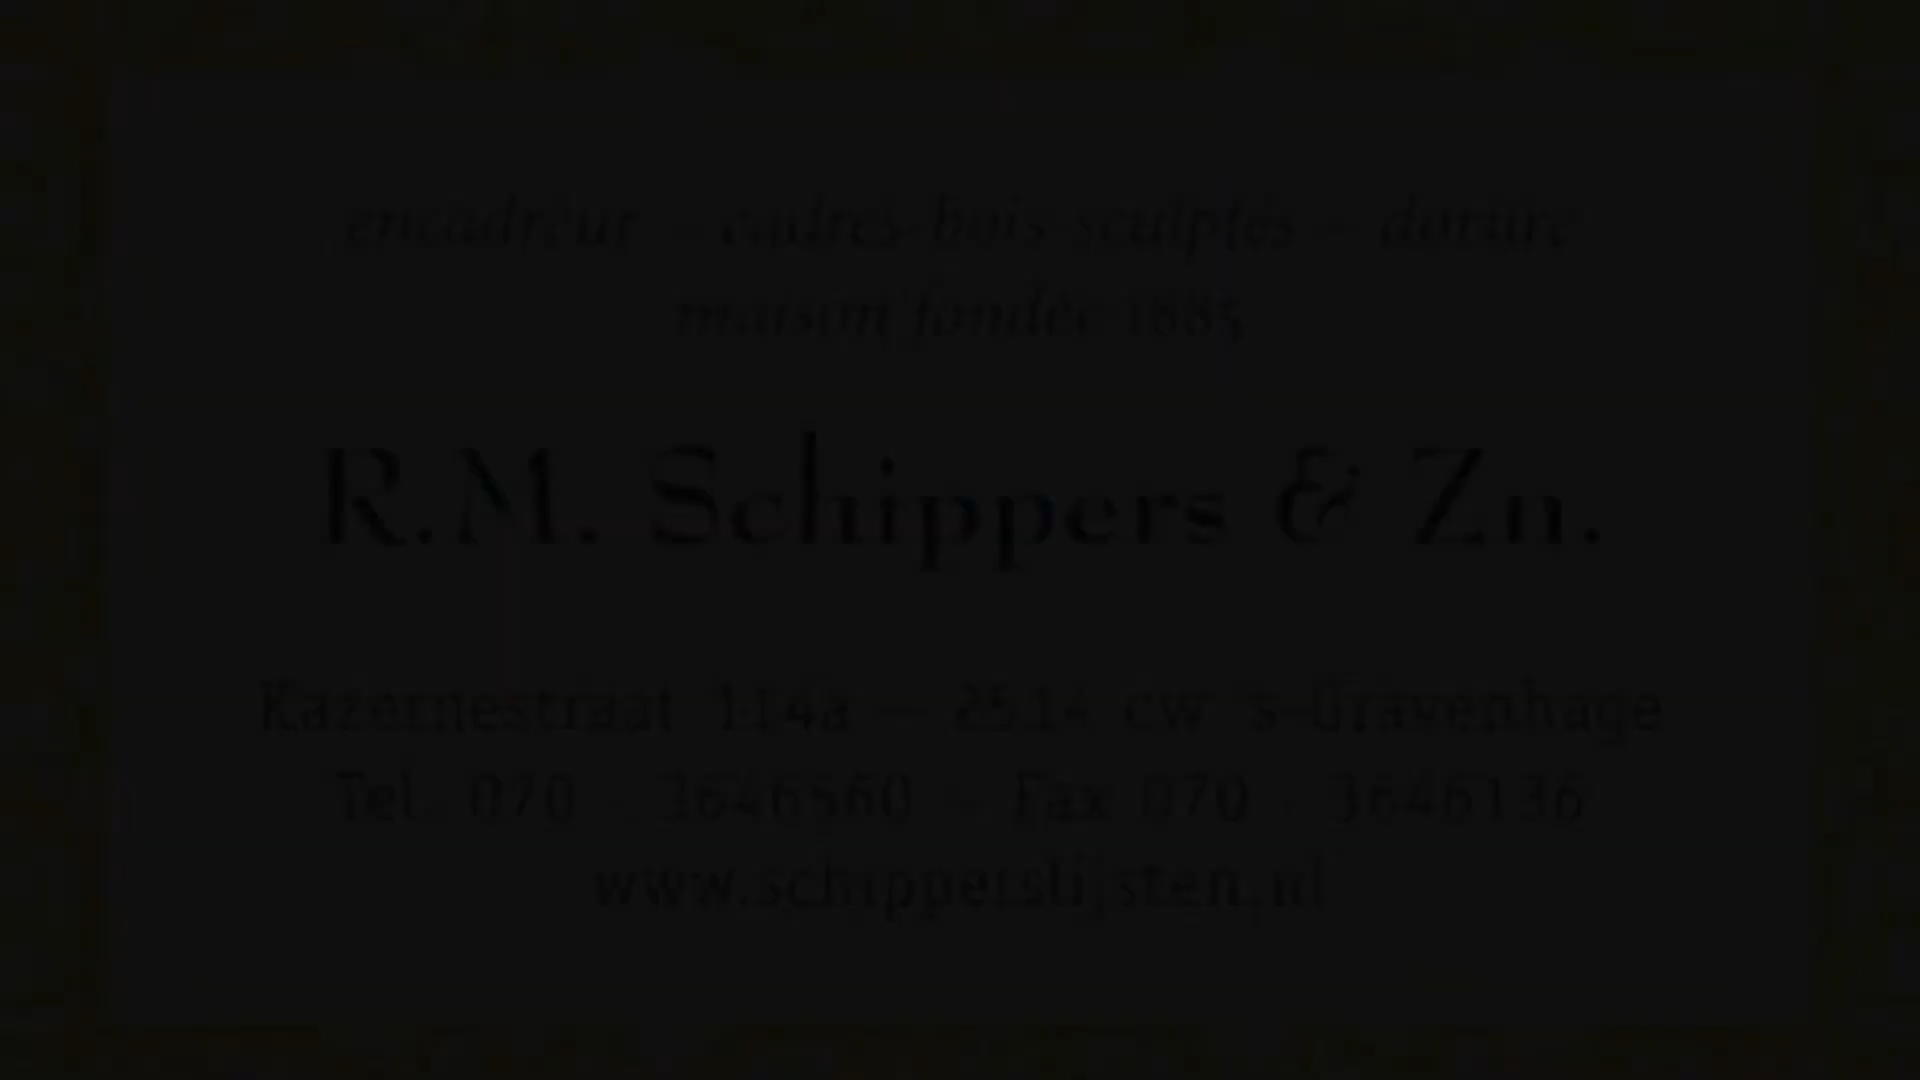 encadreur – cadres bois sculptés – dorure
maison fondée 1885
R.M. Schippers & Zn.
Kazernestraat 114a – 2514 cw 's-Gravenhage
Tel. 070 - 3646560 – Fax 070 - 3646136
www.schipperslijsten.nl